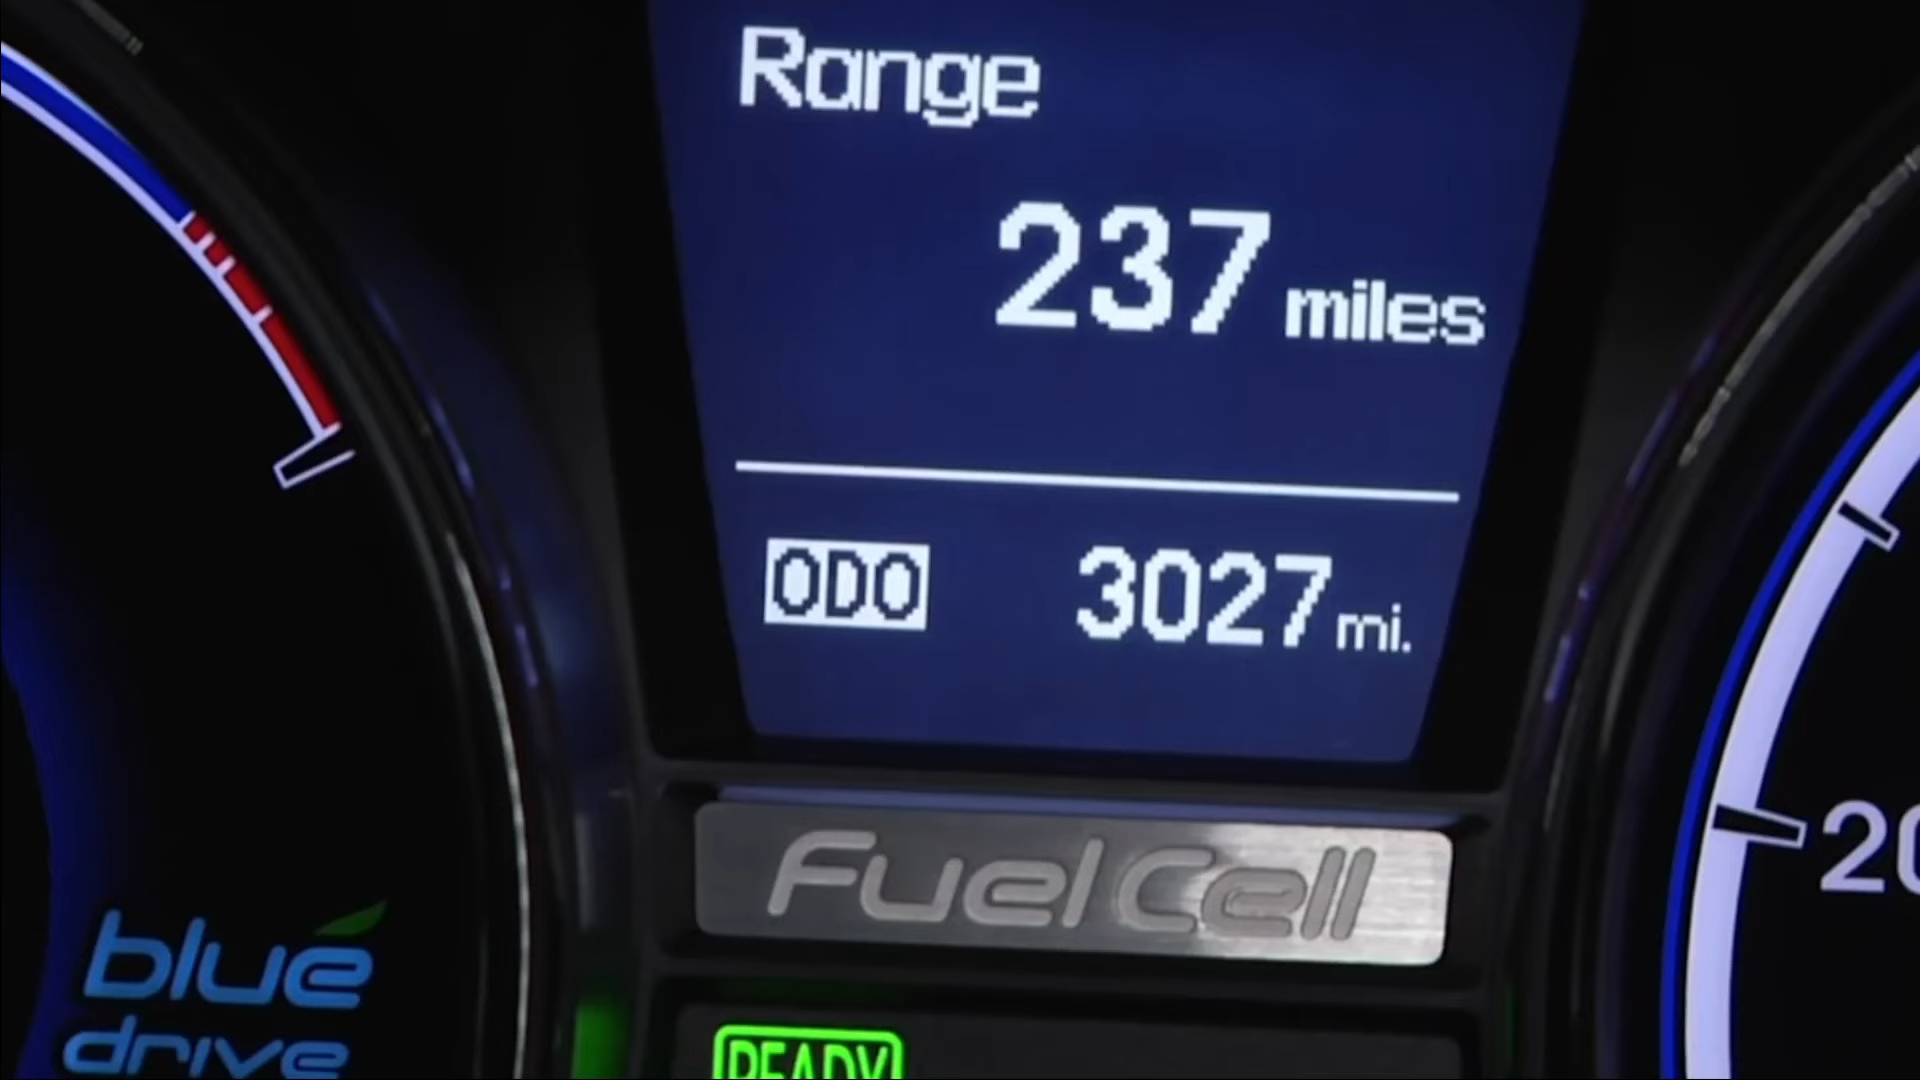 Range
237 miles
ODO 3027 mi.
Fuel Cell
blue
drive
READY